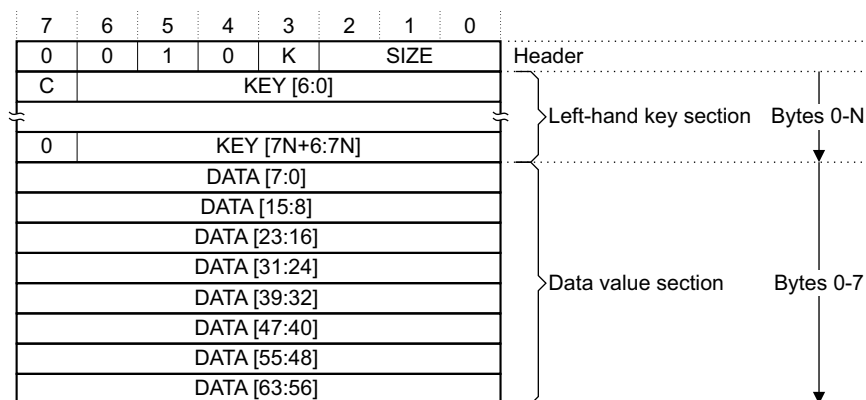 7 6 5 4 3 2 1 0
0 0 1 0 K SIZE Header
C KEY [6:0]
Left-hand key section Bytes 0-N
0 KEY [7N+6:7N]
DATA [7:0]
DATA [15:8]
DATA [23:16]
DATA [31:24]
Data value section Bytes 0-7
DATA [39:32]
DATA [47:40]
DATA [55:48]
DATA [63:56]